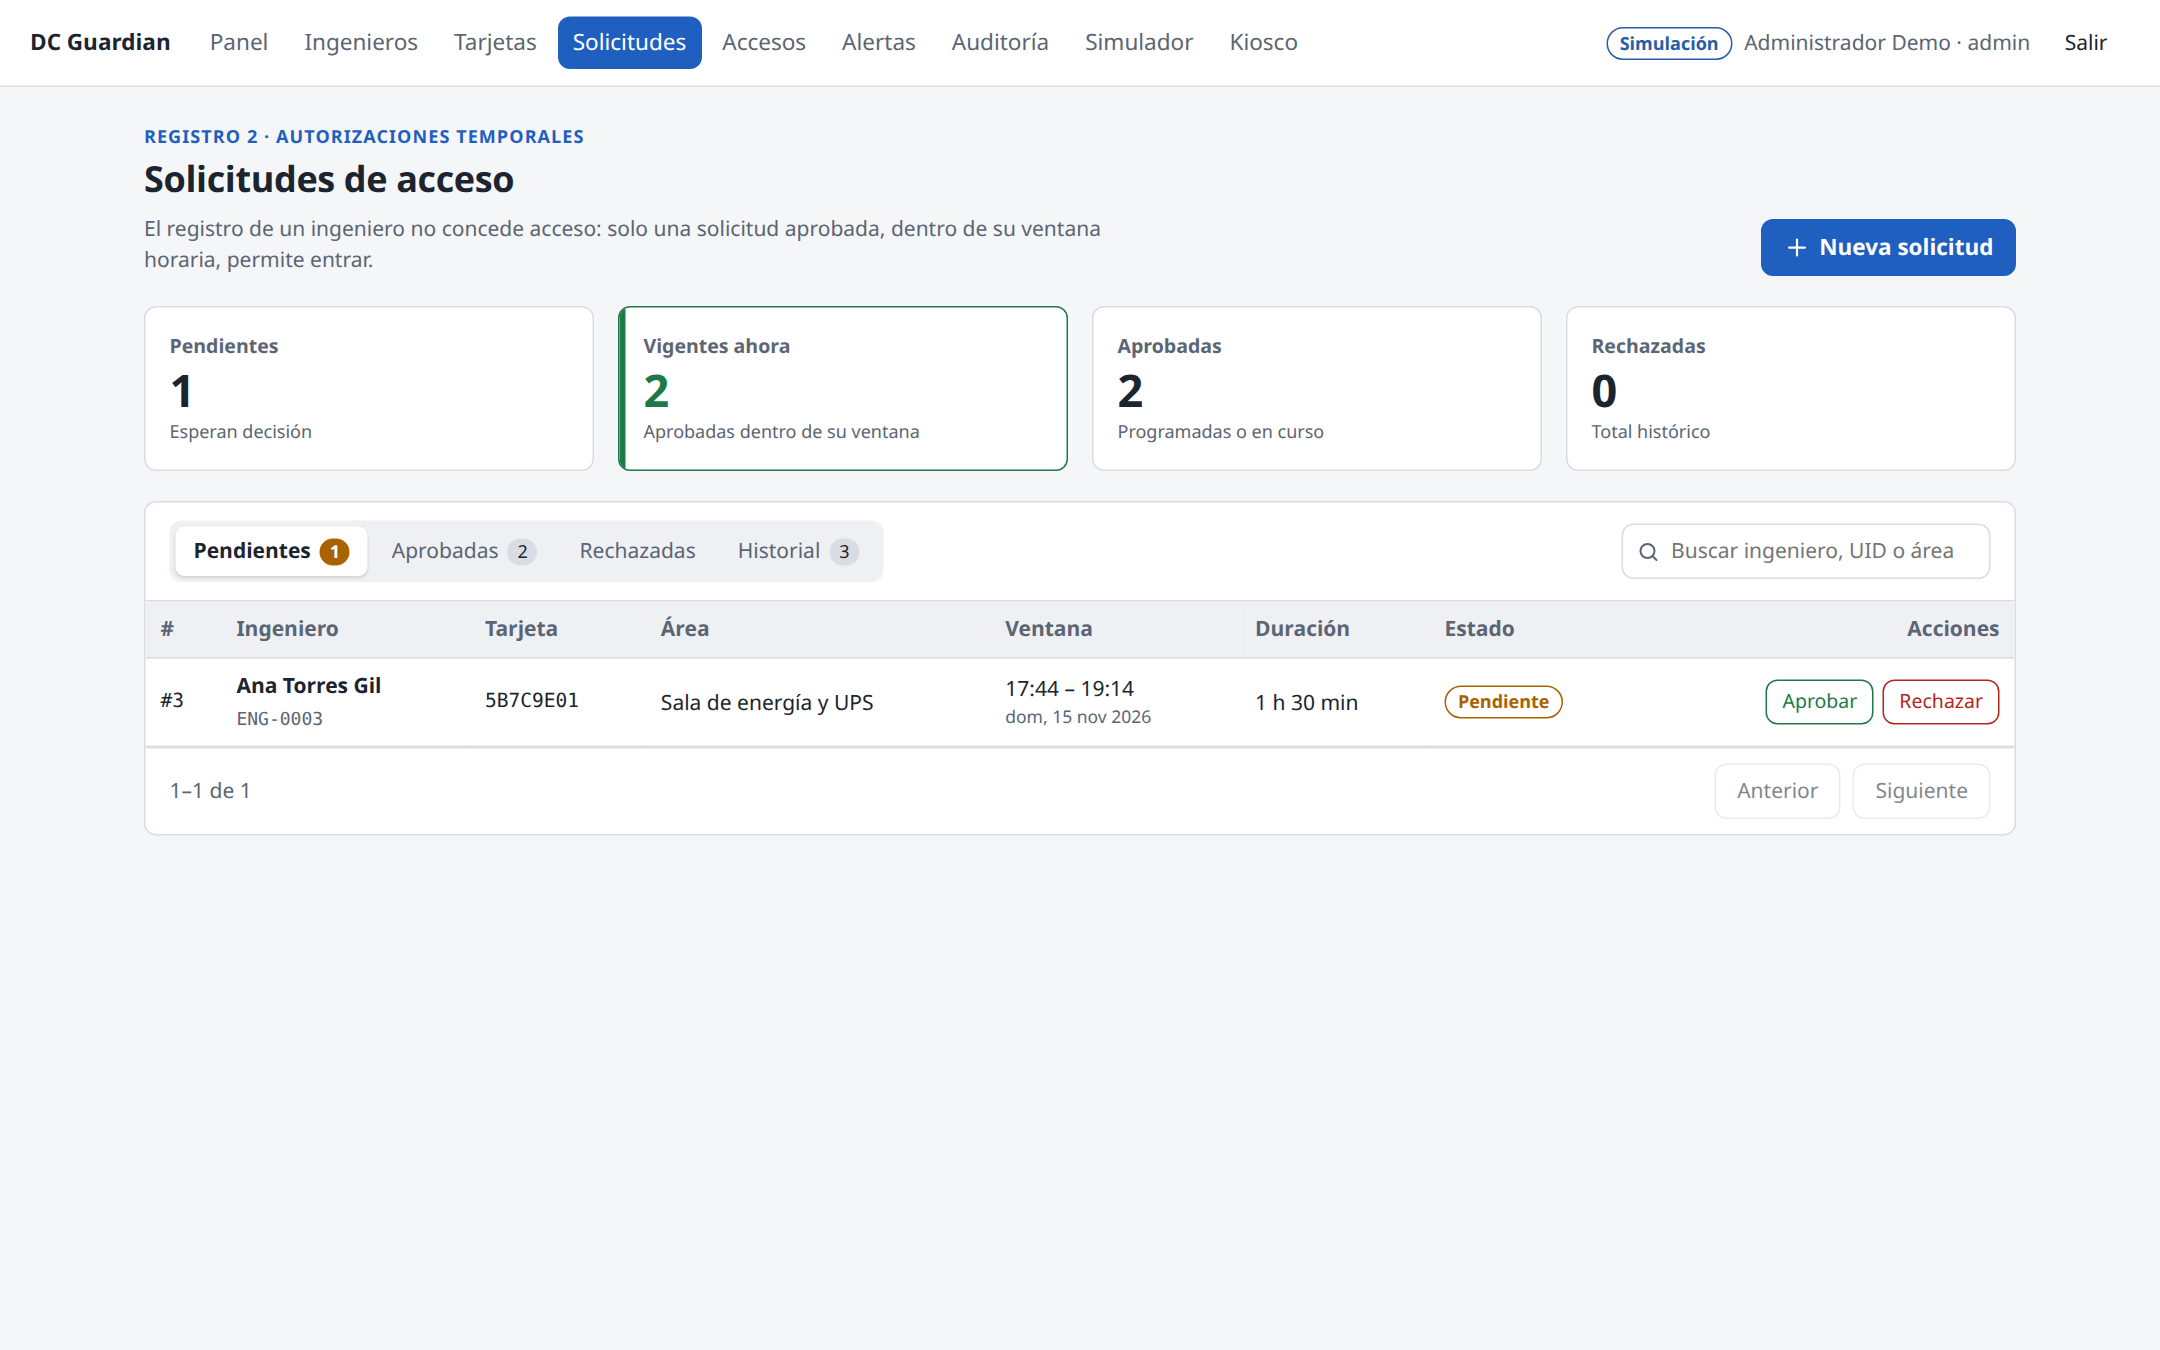 DC Guardian Panel Ingenieros Tarjetas Solicitudes Accesos Alertas Auditoría Simulador Kiosco Simulación Administrador Demo · admin Salir
REGISTRO 2 · AUTORIZACIONES TEMPORALES
Solicitudes de acceso
El registro de un ingeniero no concede acceso: solo una solicitud aprobada, dentro de su ventana
horaria, permite entrar.
Nueva solicitud
Pendientes
1
Esperan decisión
Vigentes ahora
2
Aprobadas dentro de su ventana
Aprobadas
2
Programadas o en curso
Rechazadas
0
Total histórico
Pendientes 1 Aprobadas 2 Rechazadas Historial 3 Buscar ingeniero, UID o área
# Ingeniero Tarjeta Área Ventana Duración Estado Acciones
#3 Ana Torres Gil 5B7C9E01 Sala de energía y UPS 17:44 – 19:14 1 h 30 min Pendiente Aprobar Rechazar
ENG-0003 dom, 15 nov 2026
1–1 de 1 Anterior Siguiente